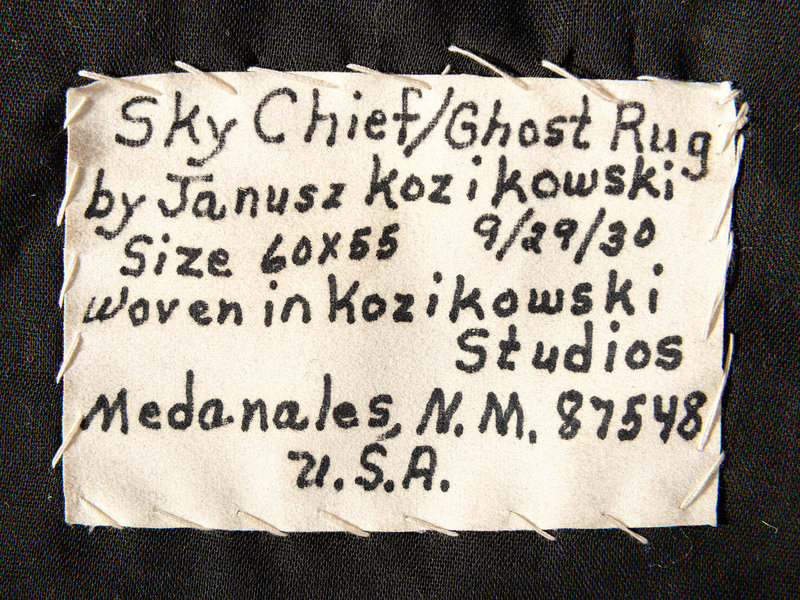 Sky Chief/Ghost Rug
by Janusz Kozikowski
Size 60X55 9/29/30
Woven in Kozikowski
Studios
Medanales, N.M. 87548
U.S.A.